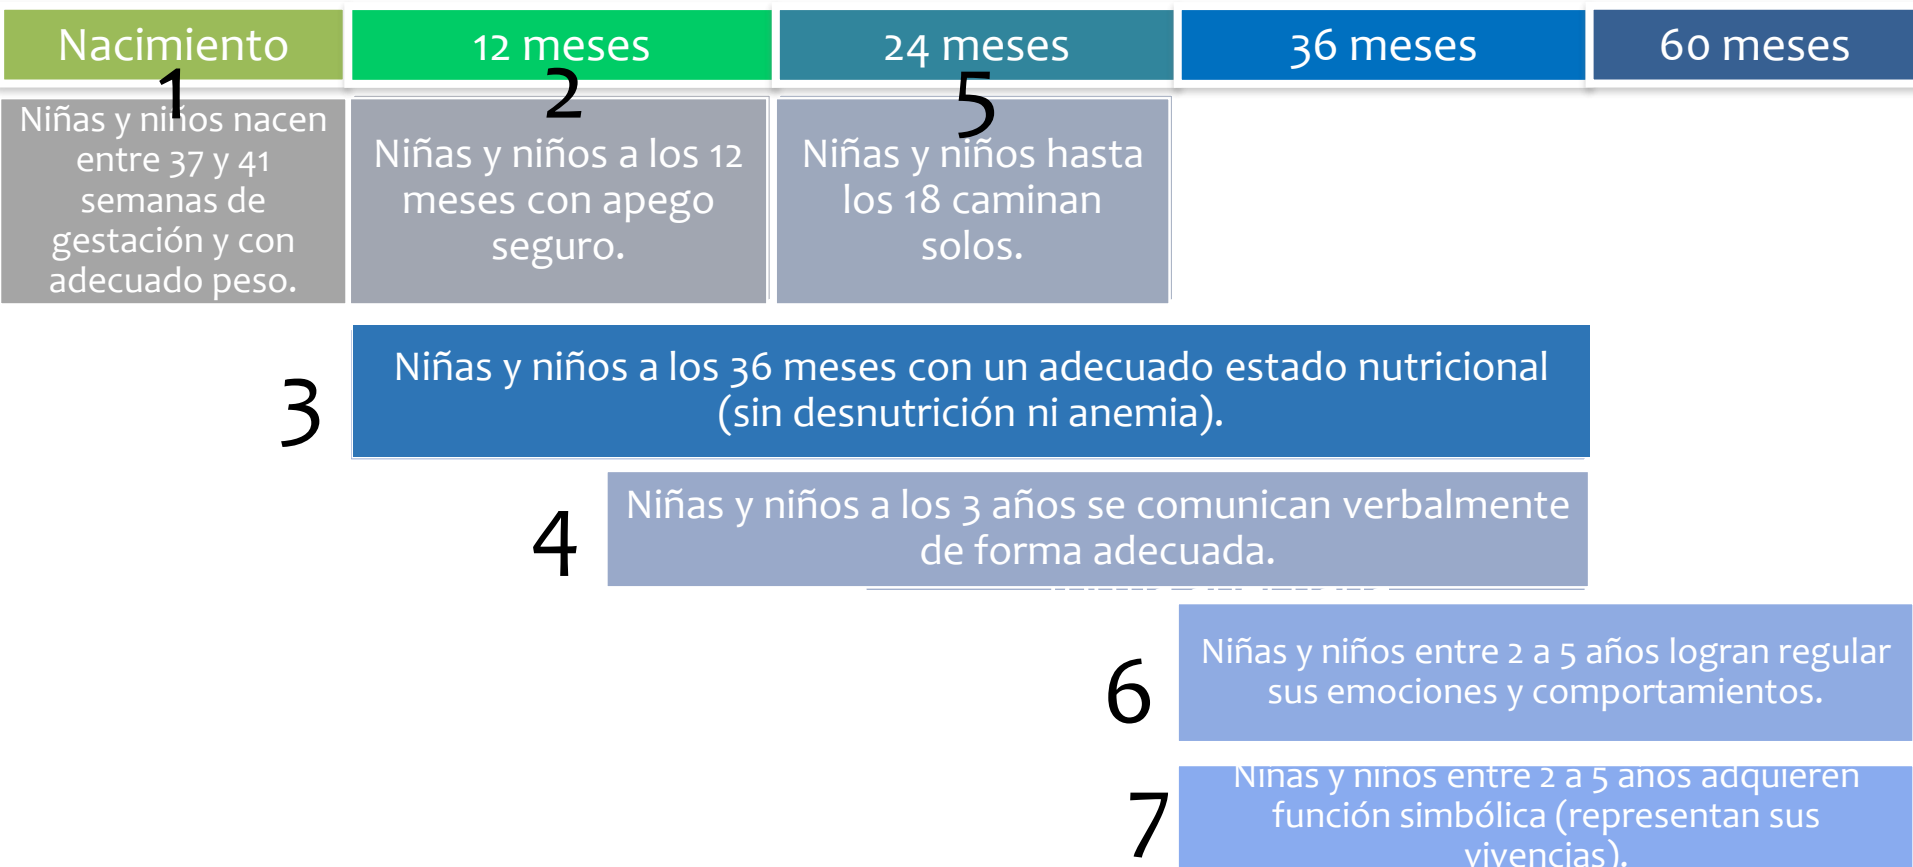 Nacimiento
12 meses
24 meses
36 meses
60 meses
1
Niñas y niños nacen
entre 37 y 41
semanas de
gestación y con
adecuado peso.
2
Niñas y niños a los 12
meses con apego
seguro.
5
Niñas y niños hasta
los 18 caminan
solos.
3
Niñas y niños a los 36 meses con un adecuado estado nutricional
(sin desnutrición ni anemia).
4
Niñas y niños a los 3 años se comunican verbalmente
de forma adecuada.
6
Niñas y niños entre 2 a 5 años logran regular
sus emociones y comportamientos.
7
Niñas y niños entre 2 a 5 años adquieren
función simbólica (representan sus
vivencias).